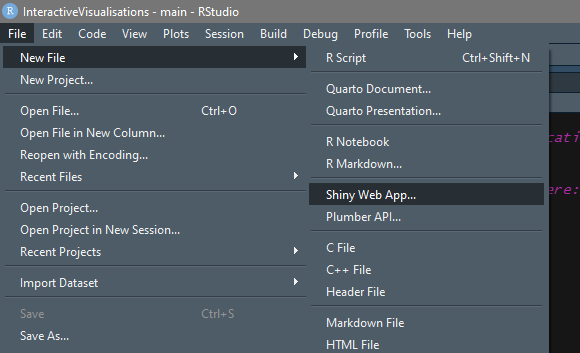 InteractiveVisualisations - main - RStudio
File Edit Code View Plots Session Build Debug Profile Tools Help
New File
New Project...
Open File... Ctrl+O
Open File in New Column...
Reopen with Encoding...
Recent Files
Open Project...
Open Project in New Session...
Recent Projects
Import Dataset
Save Ctrl+S
Save As...
R Script Ctrl+Shift+N
Quarto Document...
Quarto Presentation...
R Notebook
R Markdown...
Shiny Web App...
Plumber API...
C File
C++ File
Header File
Markdown File
HTML File
cati
ere: